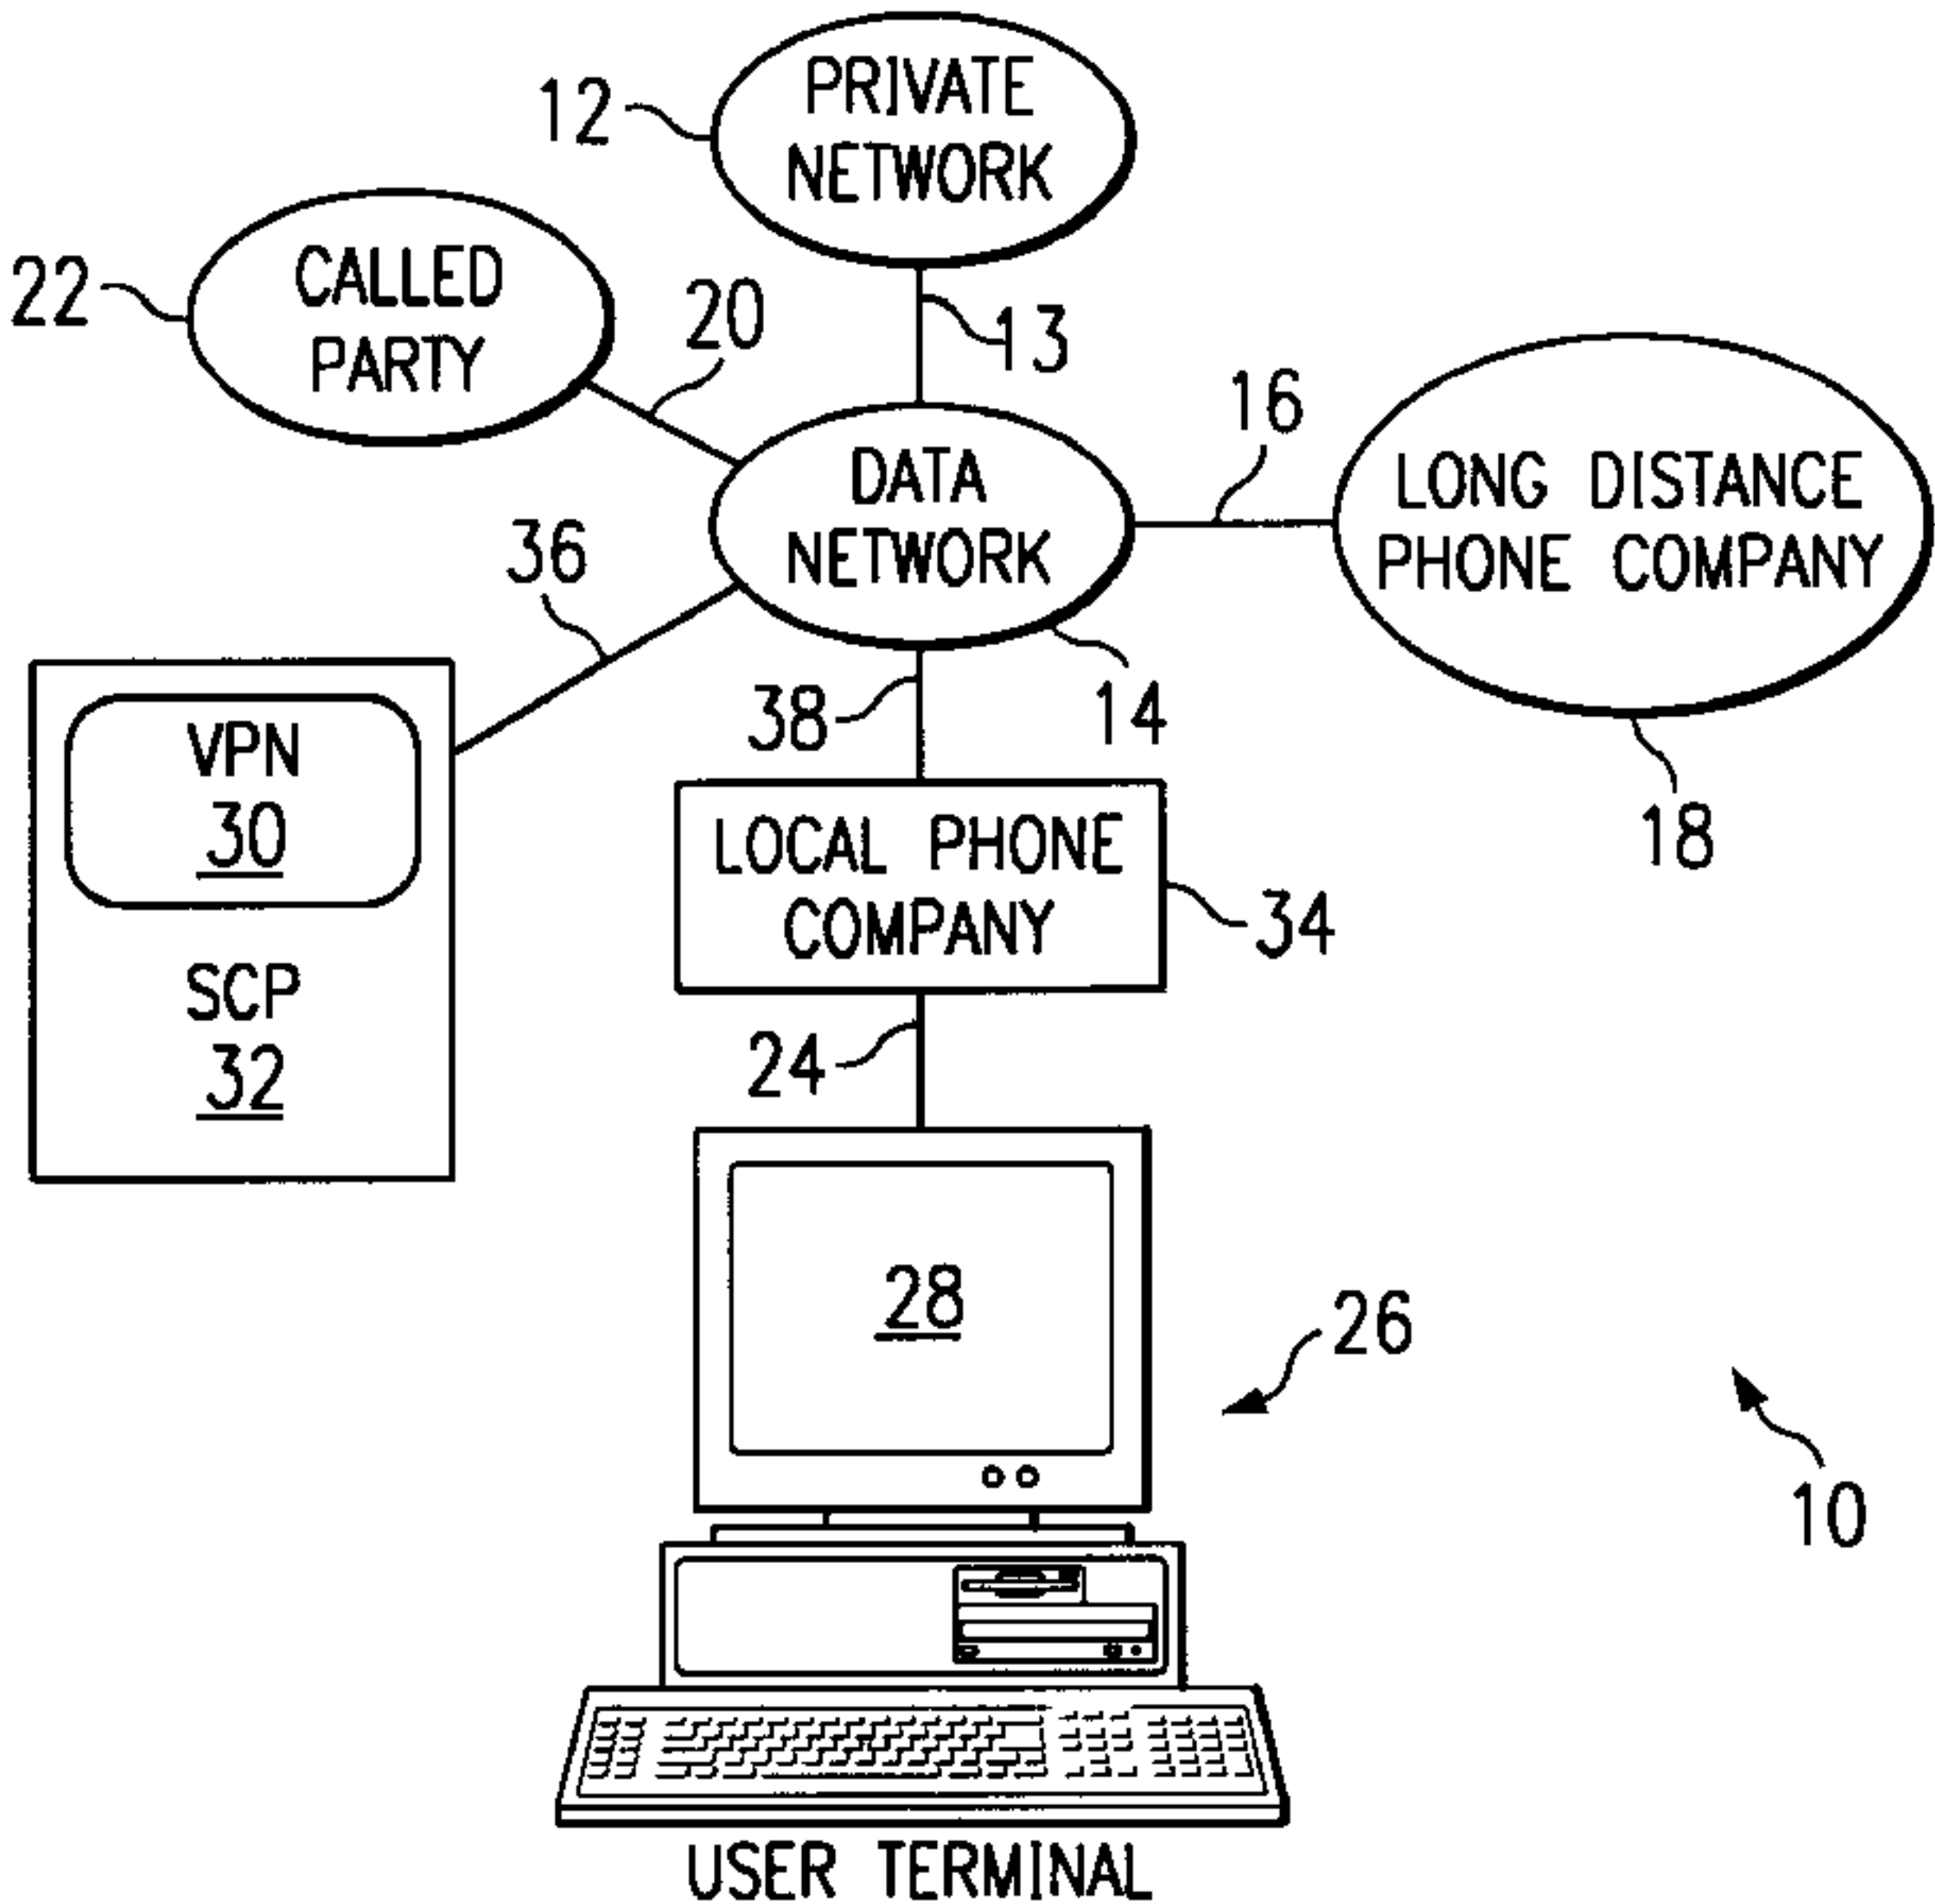 PRIVATE
NETWORK
12
CALLED
PARTY
22
20
13
16
DATA
NETWORK
LONG DISTANCE
PHONE COMPANY
36
38
14
18
VPN
30
SCP
32
LOCAL PHONE
COMPANY
34
24
28
26
10
USER TERMINAL